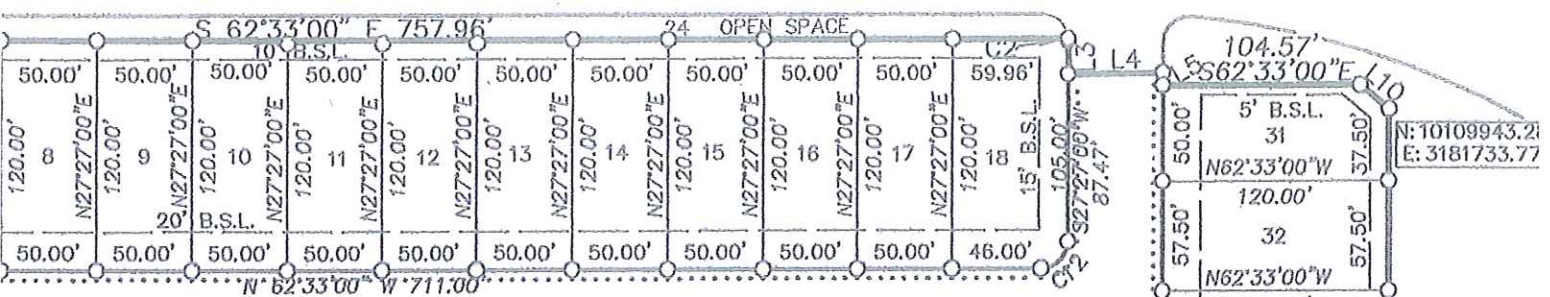 S 62°33'00" E 757.96'
24 OPEN SPACE
10' B.S.L.
C2
L3
L4
L5
104.57'
S62°33'00"E
L10
50.00' 50.00' 50.00' 50.00' 50.00' 50.00' 50.00' 50.00' 50.00' 50.00' 59.96'
120.00' 8 N27°27'00"E
120.00' 9 N27°27'00"E
120.00' 10 N27°27'00"E
120.00' 11 N27°27'00"E
120.00' 12 N27°27'00"E
120.00' 13 N27°27'00"E
120.00' 14 N27°27'00"E
120.00' 15 N27°27'00"E
120.00' 16 N27°27'00"E
120.00' 17 N27°27'00"E
120.00' 18
15' B.S.L.
105.00'
S27°27'00"W
87.47'
20' B.S.L.
50.00' 50.00' 50.00' 50.00' 50.00' 50.00' 50.00' 50.00' 50.00' 50.00' 46.00'
C12
N 62°33'00" W 711.00'
5' B.S.L.
50.00' 31 37.50'
N62°33'00"W
120.00'
57.50' 32 57.50'
N62°33'00"W
N:10109943.2
E: 3181733.77